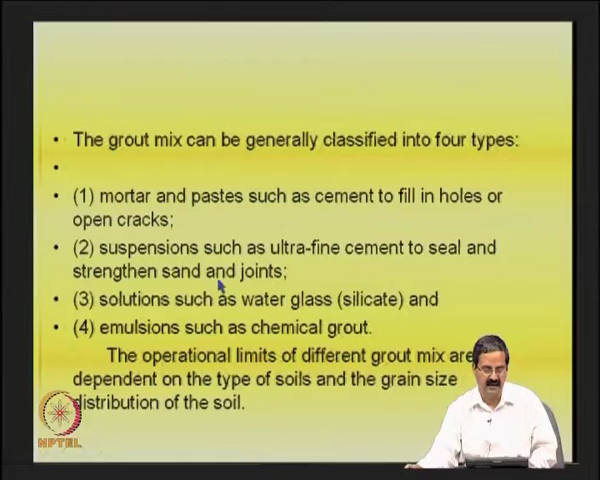 The grout mix can be generally classified into four types:
(1) mortar and pastes such as cement to fill in holes or
open cracks;
(2) suspensions such as ultra-fine cement to seal and
strengthen sand and joints;
(3) solutions such as water glass (silicate) and
(4) emulsions such as chemical grout.
The operational limits of different grout mix are
dependent on the type of soils and the grain size
distribution of the soil.
NPTEL